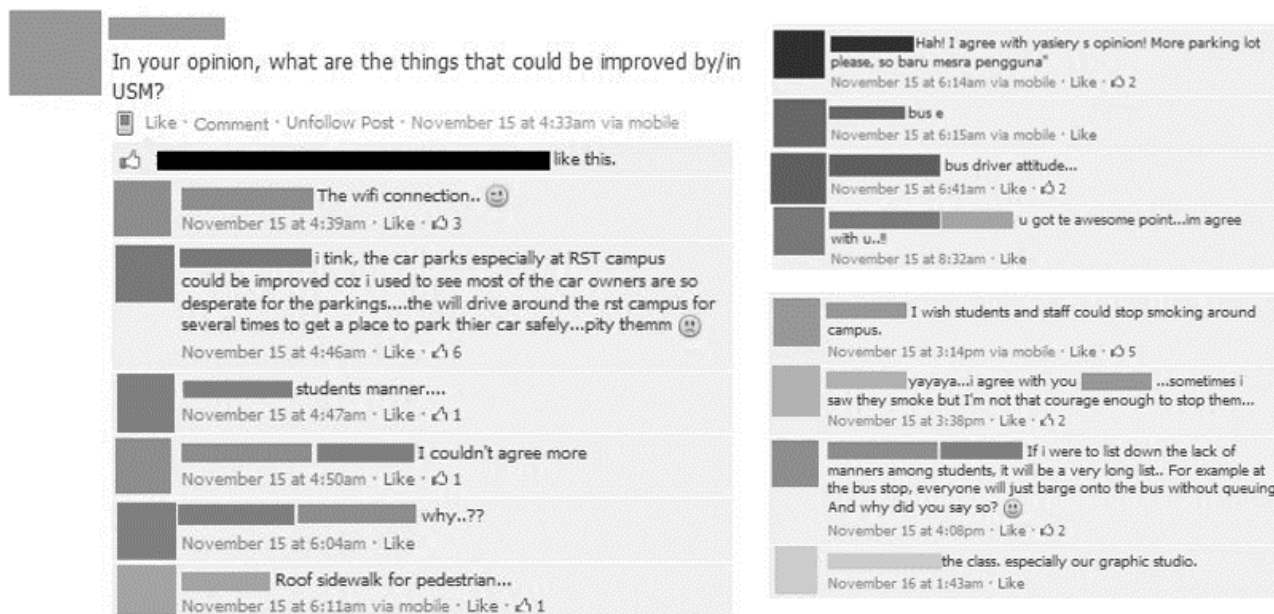 In your opinion, what are the things that could be improved by/in
USM?
Like · Comment · Unfollow Post · November 15 at 4:33am via mobile
like this.
The wifi connection..
November 15 at 4:39am · Like · 3
i tink, the car parks especially at RST campus
could be improved coz i used to see most of the car owners are so
desperate for the parkings....the will drive around the rst campus for
several times to get a place to park thier car safely...pity themm
November 15 at 4:46am · Like · 6
students manner....
November 15 at 4:47am · Like · 1
I couldn't agree more
November 15 at 4:50am · Like · 1
why..??
November 15 at 6:04am · Like
Roof sidewalk for pedestrian...
November 15 at 6:11am via mobile · Like · 1
Hah! I agree with yasiery s opinion! More parking lot
please, so baru mesra pengguna"
November 15 at 6:14am via mobile · Like · 2
bus e
November 15 at 6:15am via mobile · Like
bus driver attitude...
November 15 at 6:41am · Like · 2
u got te awesome point...im agree
with u..!!
November 15 at 8:32am · Like
I wish students and staff could stop smoking around
campus.
November 15 at 3:14pm via mobile · Like · 5
yayaya...i agree with you ...sometimes i
saw they smoke but I'm not that courage enough to stop them...
November 15 at 3:38pm · Like · 2
If i were to list down the lack of
manners among students, it will be a very long list.. For example at
the bus stop, everyone will just barge onto the bus without queuing
And why did you say so?
November 15 at 4:08pm · Like · 2
the class. especially our graphic studio.
November 16 at 1:43am · Like